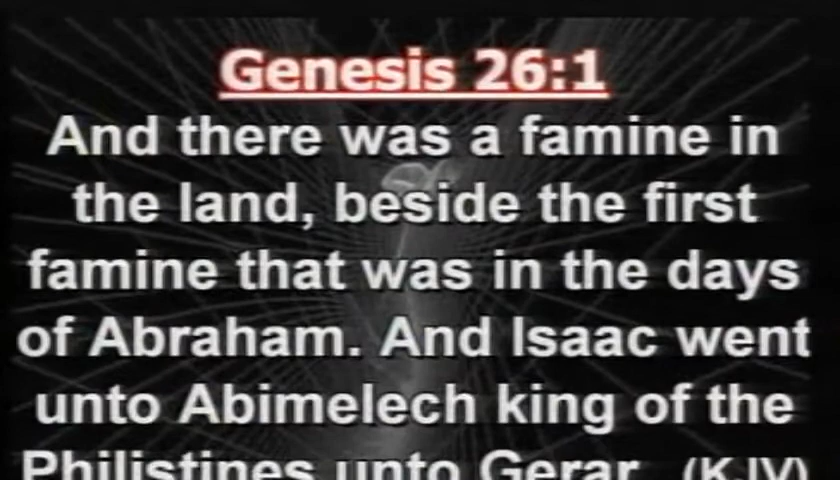 Genesis 26:1
And there was a famine in
the land, beside the first
famine that was in the days
of Abraham. And Isaac went
unto Abimelech king of the
Philistines unto Gerar. (KJV)